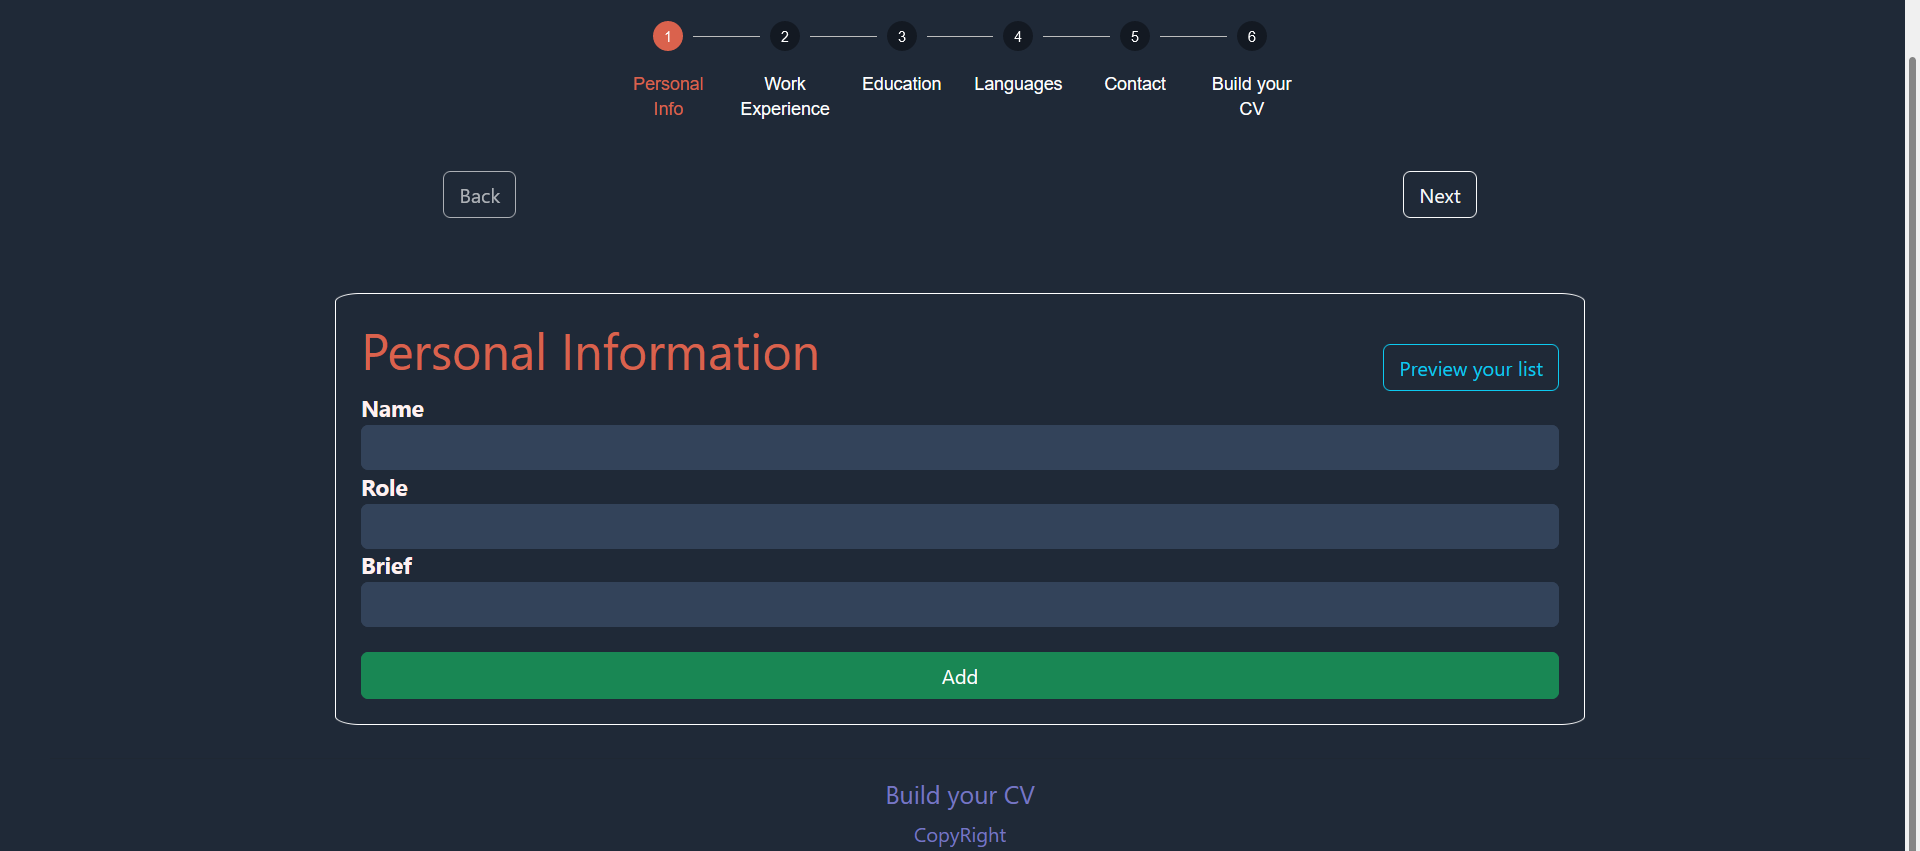 1 2 3 4 5 6
Personal Info
Work Experience
Education
Languages
Contact
Build your CV
Back
Next
Personal Information
Preview your list
Name
Role
Brief
Add
Build your CV
CopyRight